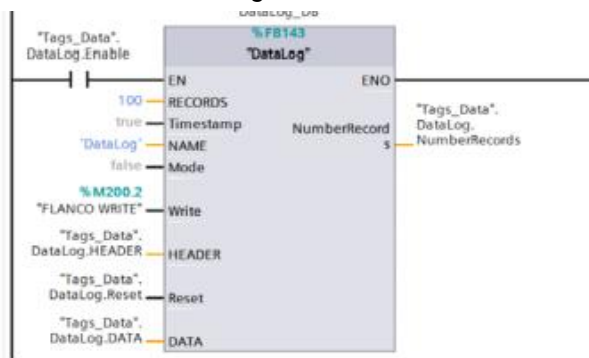 DataLog_DB
"Tags_Data".
DataLog.Enable
%FB143
"DataLog"
EN
ENO
100
RECORDS
true
Timestamp
NumberRecord
s
"Tags_Data".
DataLog.
NumberRecords
'DataLog'
NAME
false
Mode
%M200.2
"FLANCO WRITE"
Write
"Tags_Data".
DataLog.HEADER
HEADER
"Tags_Data".
DataLog.Reset
Reset
"Tags_Data".
DataLog.DATA
DATA